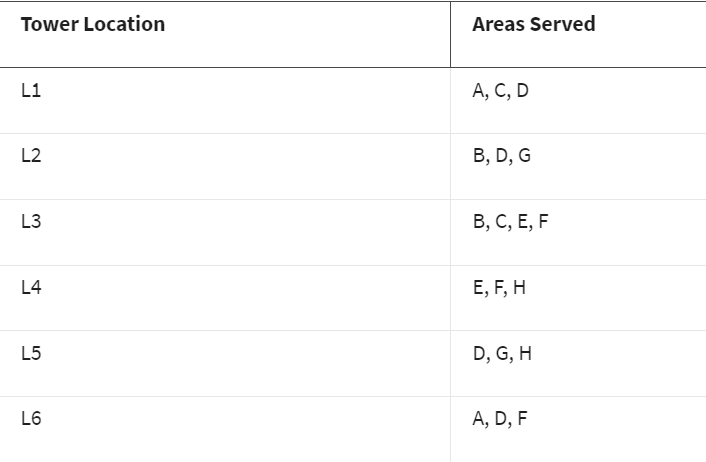 Tower Location Areas Served
L1 A, C, D
L2 B, D, G
L3 B, C, E, F
L4 E, F, H
L5 D, G, H
L6 A, D, F